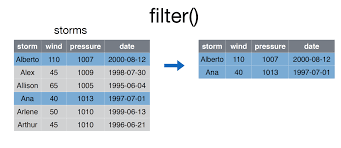 filter()
storms
storm wind pressure date
Alberto 110 1007 2000-08-12
Alex 45 1009 1998-07-30
Allison 65 1005 1995-06-04
Ana 40 1013 1997-07-01
Arlene 50 1010 1999-06-13
Arthur 45 1010 1996-06-21
storm wind pressure date
Alberto 110 1007 2000-08-12
Ana 40 1013 1997-07-01